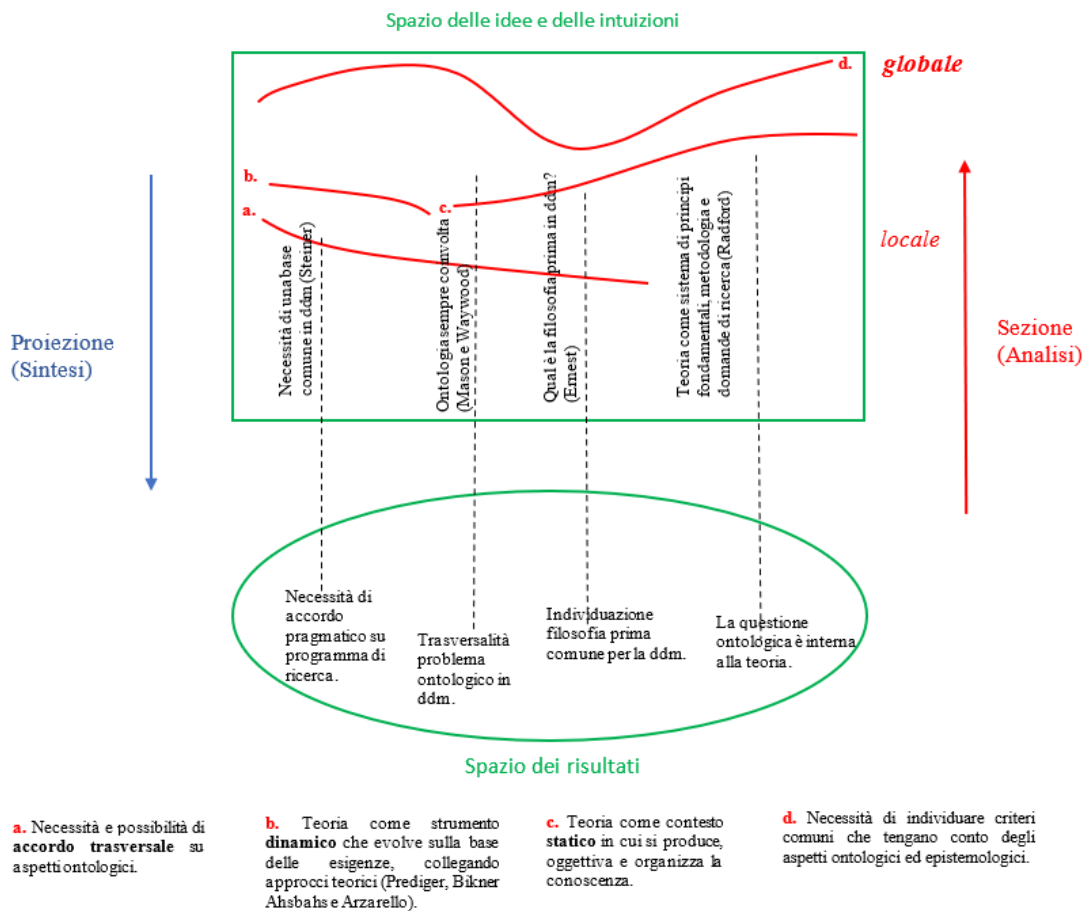 Spazio delle idee e delle intuizioni
d.
globale
b.
a.
c.
locale
Necessità di una base
comune in ddm (Steiner)
Ontologia sempre coinvolta
(Mason e Waywood)
Qual è la filosofia prima in ddm?
(Ernest)
Teoria come sistema di principi
fondamentali, metodologia e
domande di ricerca (Radford)
Proiezione
(Sintesi)
Sezione
(Analisi)
Necessità di
accordo
pragmatico su
programma di
ricerca.
Trasversalità
problema
ontologico in
ddm.
Individuazione
filosofia prima
comune per la ddm.
La questione
ontologica è interna
alla teoria.
Spazio dei risultati
a. Necessità e possibilità di
accordo trasversale su
aspetti ontologici.
b. Teoria come strumento
dinamico che evolve sulla base
delle esigenze, collegando
approcci teorici (Prediger, Bikner
Ahsbahs e Arzarello).
c. Teoria come contesto
statico in cui si produce,
oggettiva e organizza la
conoscenza.
d. Necessità di individuare criteri
comuni che tengano conto degli
aspetti ontologici ed epistemologici.